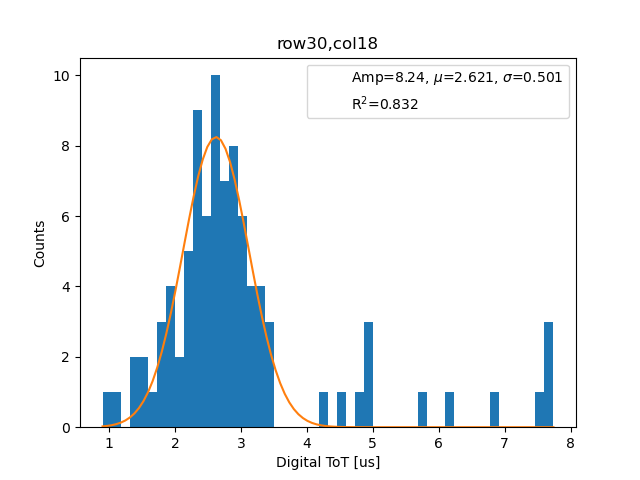 row30,col18
Amp=8.24, μ=2.621, σ=0.501
R²=0.832
Counts
10
8
6
4
2
0
1 2 3 4 5 6 7 8
Digital ToT [us]